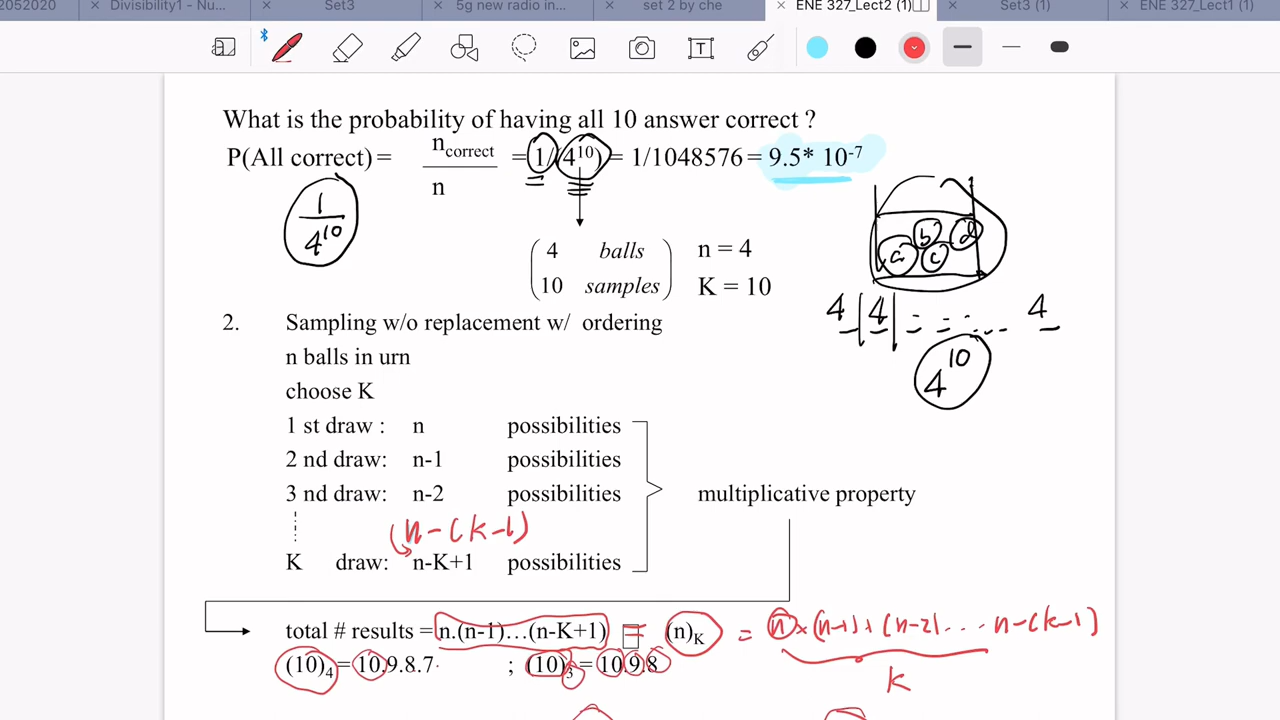 2052020 × Divisibility1 - Nu... × Set3 × 5g new radio in... × set 2 by che × ENE 327_Lect2 (1) × Set3 (1) × ENE 327_Lect1 (1) ×
T
What is the probability of having all 10 answer correct ?
P(All correct) = n correct / n = 1/(4^10) = 1/1048576 = 9.5* 10^-7
1/4^10
a b c d
4 balls n = 4
10 samples K = 10
4 | 4 | = = ... 4
4^10
2. Sampling w/o replacement w/ ordering
n balls in urn
choose K
1 st draw : n possibilities
2 nd draw: n-1 possibilities
3 nd draw: n-2 possibilities
multiplicative property
n-(k-1)
K draw: n-K+1 possibilities
total # results = n.(n-1)…(n-K+1) = (n)K = n×(n-1)×(n-2)... n-(k-1)
k
(10)4 = 10.9.8.7 ; (10)3 = 10.9.8